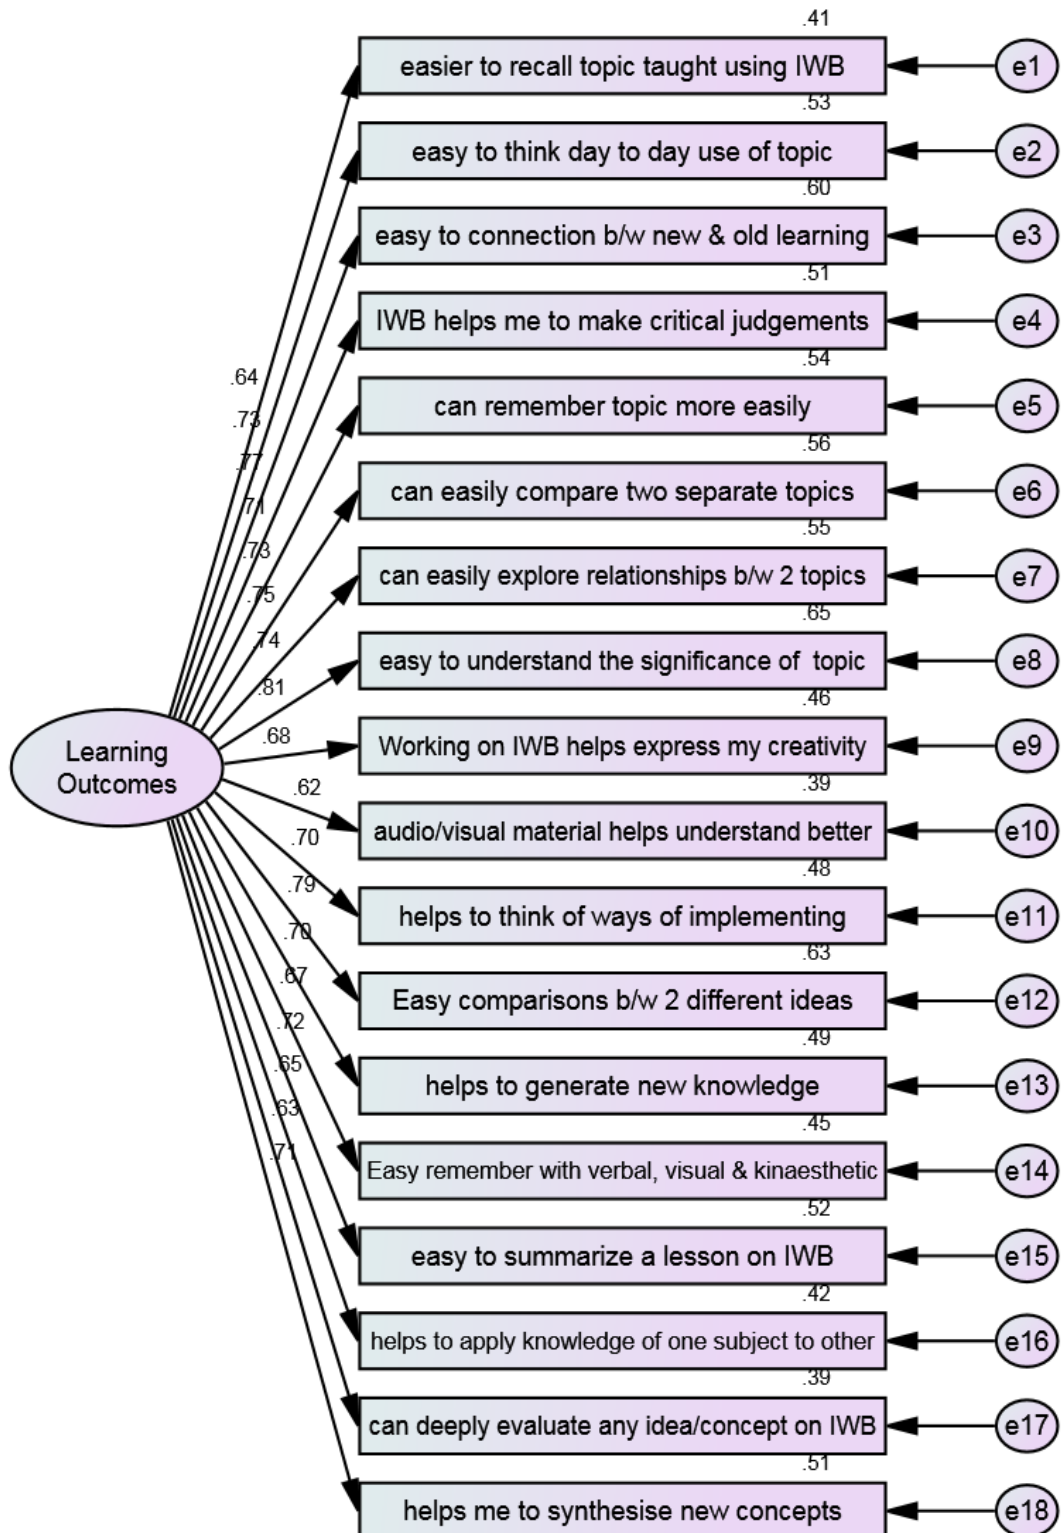 .41
easier to recall topic taught using IWB
e1
.53
easy to think day to day use of topic
e2
.60
easy to connection b/w new & old learning
e3
.51
IWB helps me to make critical judgements
e4
.54
can remember topic more easily
e5
.56
can easily compare two separate topics
e6
.55
can easily explore relationships b/w 2 topics
e7
.65
easy to understand the significance of topic
e8
.46
Working on IWB helps express my creativity
e9
.39
audio/visual material helps understand better
e10
.48
helps to think of ways of implementing
e11
.63
Easy comparisons b/w 2 different ideas
e12
.49
helps to generate new knowledge
e13
.45
Easy remember with verbal, visual & kinaesthetic
e14
.52
easy to summarize a lesson on IWB
e15
.42
helps to apply knowledge of one subject to other
e16
.39
can deeply evaluate any idea/concept on IWB
e17
.51
helps me to synthesise new concepts
e18
.64
.73
.77
.71
.73
.75
.74
.81
.68
.62
.70
.79
.70
.67
.72
.65
.63
.71
Learning
Outcomes